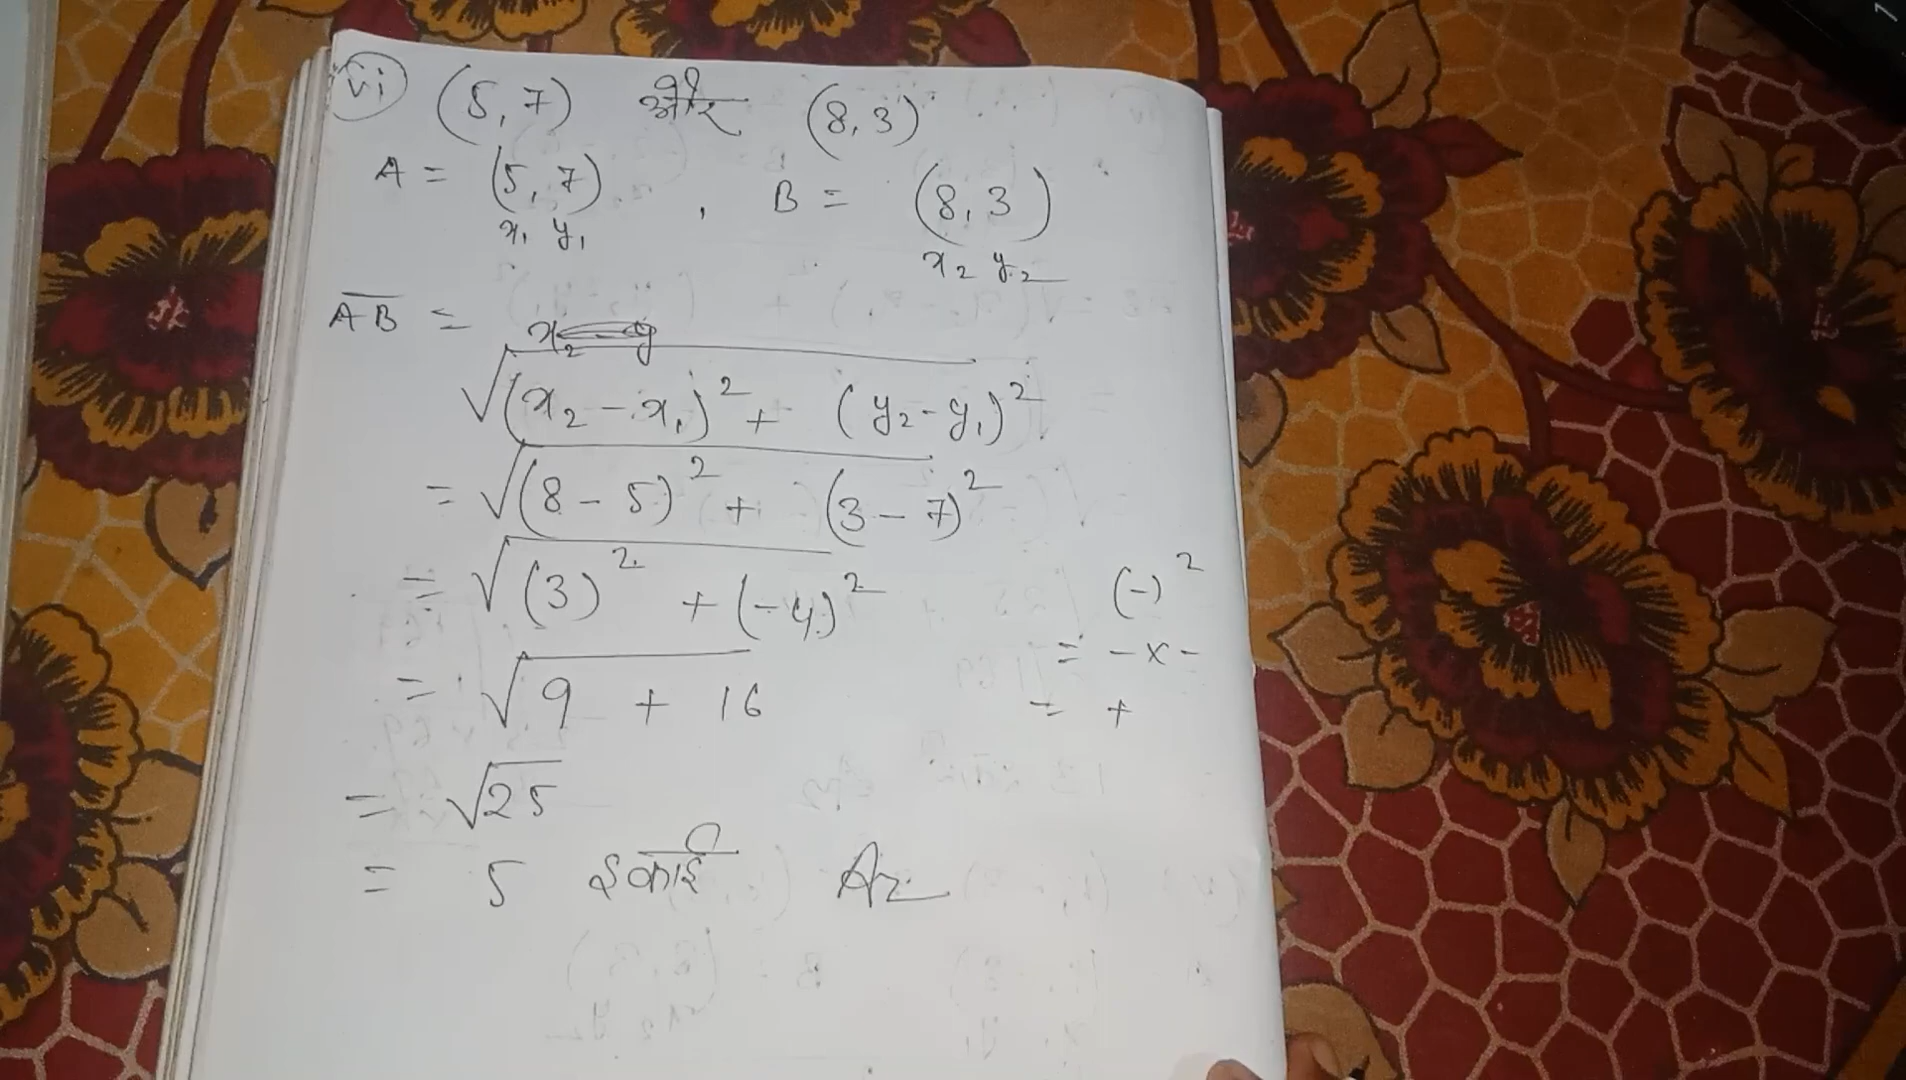 vi (5, 7) और (8, 3)
A = (5, 7) , B = (8, 3)
x₁ y₁ x₂ y₂
AB =
√(x₂ - x₁)² + (y₂ - y₁)²
= √(8 - 5)² + (3 - 7)²
= √(3)² + (-4)²
(-)²
= - x -
= √9 + 16
= +
= √25
= 5 इकाई